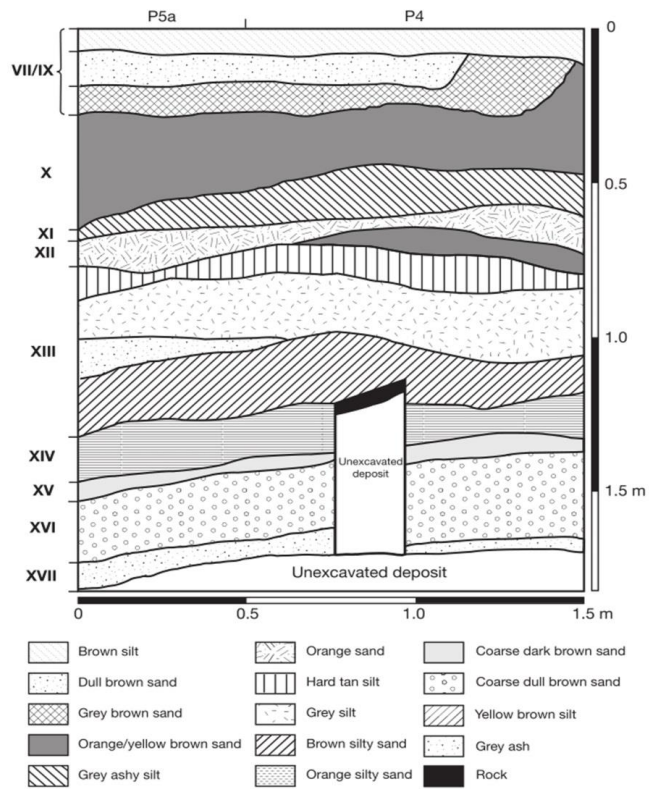 P5a P4
0
VII/IX
X
0.5
XI
XII
1.0
XIII
XIV
Unexcavated
deposit
XV
1.5 m
XVI
XVII
Unexcavated deposit
0 0.5 1.0 1.5 m
Brown silt Orange sand Coarse dark brown sand
Dull brown sand Hard tan silt Coarse dull brown sand
Grey brown sand Grey silt Yellow brown silt
Orange/yellow brown sand Brown silty sand Grey ash
Grey ashy silt Orange silty sand Rock